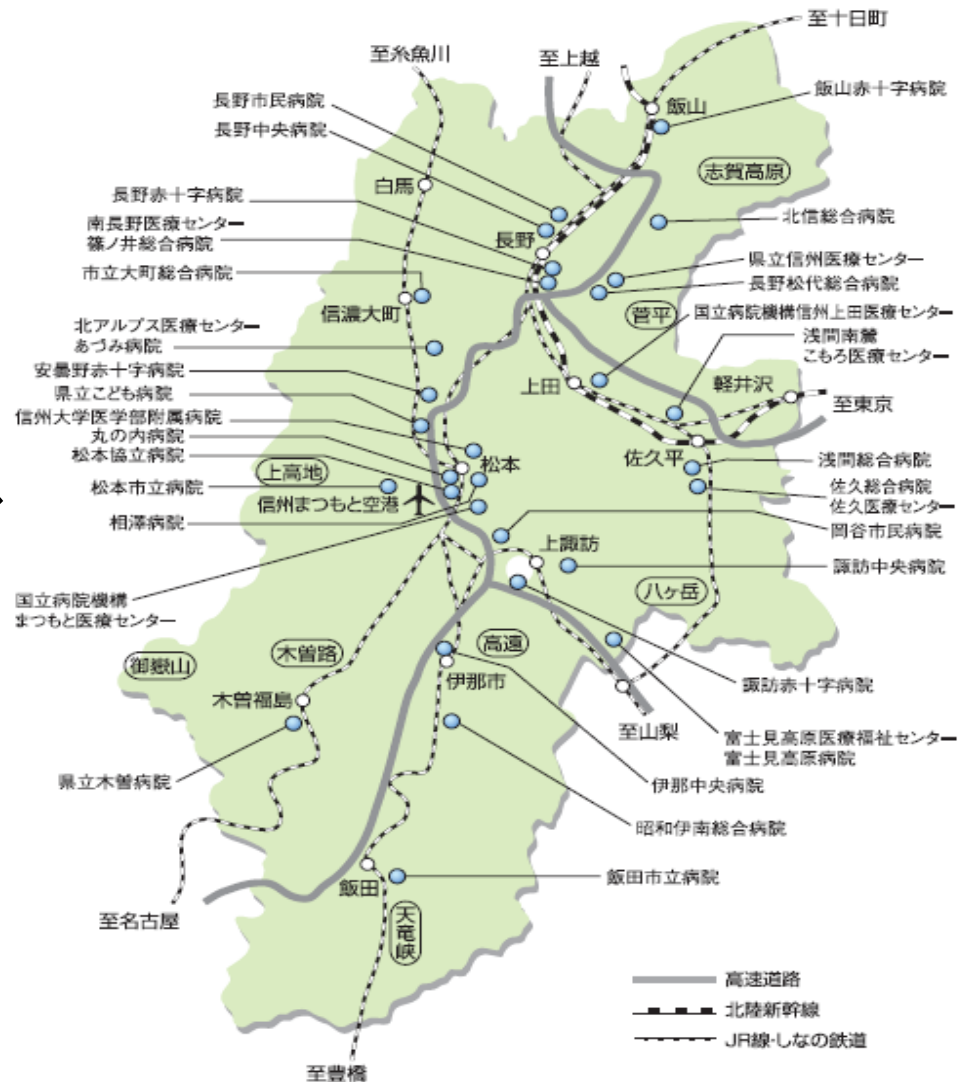 至十日町
至糸魚川
至上越
飯山
飯山赤十字病院
長野市民病院
長野中央病院
志賀高原
白馬
長野赤十字病院
北信総合病院
南長野医療センター
篠ノ井総合病院
長野
県立信州医療センター
市立大町総合病院
長野松代総合病院
信濃大町
菅平
国立病院機構信州上田医療センター
北アルプス医療センター
あづみ病院
浅間南麓
こもろ医療センター
安曇野赤十字病院
上田
軽井沢
県立こども病院
至東京
信州大学医学部附属病院
丸の内病院
松本協立病院
松本
佐久平
浅間総合病院
上高地
松本市立病院
信州まつもと空港
佐久総合病院
佐久医療センター
相澤病院
岡谷市民病院
上諏訪
諏訪中央病院
国立病院機構
まつもと医療センター
八ヶ岳
御嶽山
木曽路
高遠
伊那市
諏訪赤十字病院
木曽福島
至山梨
富士見高原医療福祉センター
富士見高原病院
県立木曽病院
伊那中央病院
昭和伊南総合病院
飯田
飯田市立病院
至名古屋
天竜峡
高速道路
北陸新幹線
JR線・しなの鉄道
至豊橋